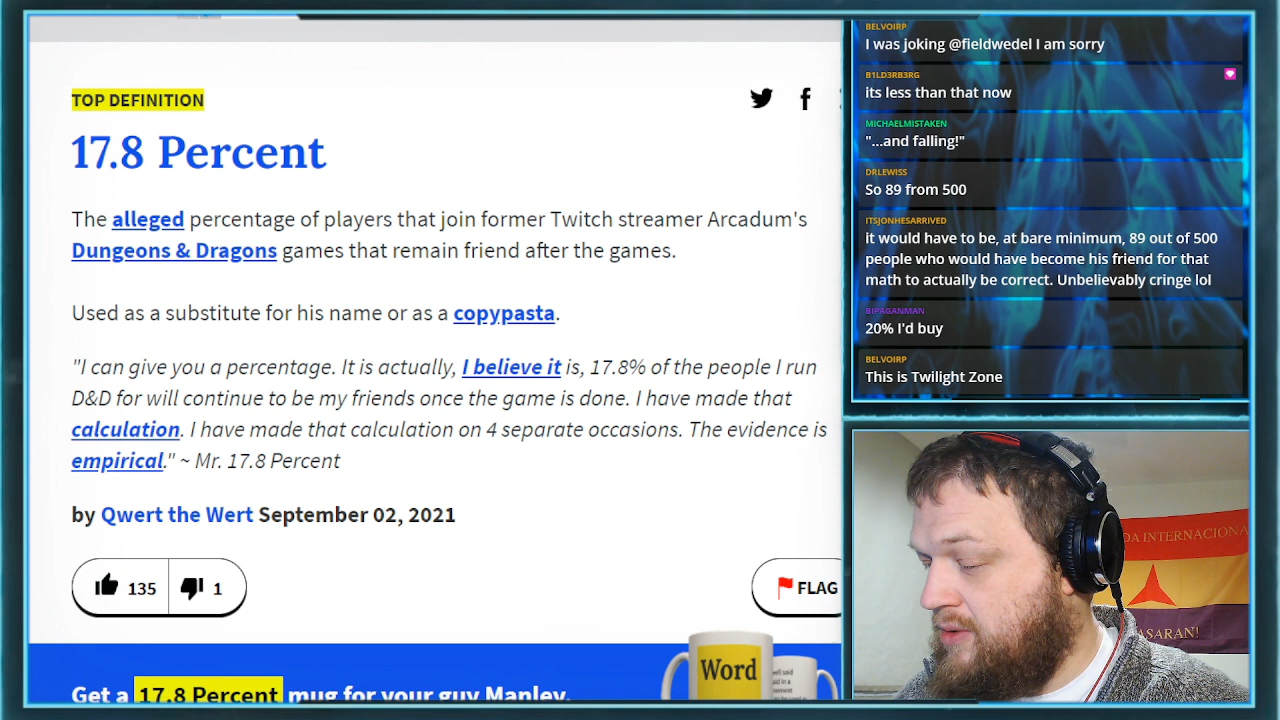 TOP DEFINITION
17.8 Percent
The alleged percentage of players that join former Twitch streamer Arcadum's
Dungeons & Dragons games that remain friend after the games.
Used as a substitute for his name or as a copypasta.
"I can give you a percentage. It is actually, I believe it is, 17.8% of the people I run
D&D for will continue to be my friends once the game is done. I have made that
calculation. I have made that calculation on 4 separate occasions. The evidence is
empirical." ~ Mr. 17.8 Percent
by Qwert the Wert September 02, 2021
135
1
FLAG
Get a 17.8 Percent mug for your guy Manley.
Word
BELVOIRP
I was joking @fieldwedel I am sorry
B1LD3RB3RG
its less than that now
MICHAELMISTAKEN
"...and falling!"
DRLEWISS
So 89 from 500
ITSJONHESARRIVED
it would have to be, at bare minimum, 89 out of 500
people who would have become his friend for that
math to actually be correct. Unbelievably cringe lol
BIPAGANMAN
20% I'd buy
BELVOIRP
This is Twilight Zone
DA INTERNACIONA
ASARAN!